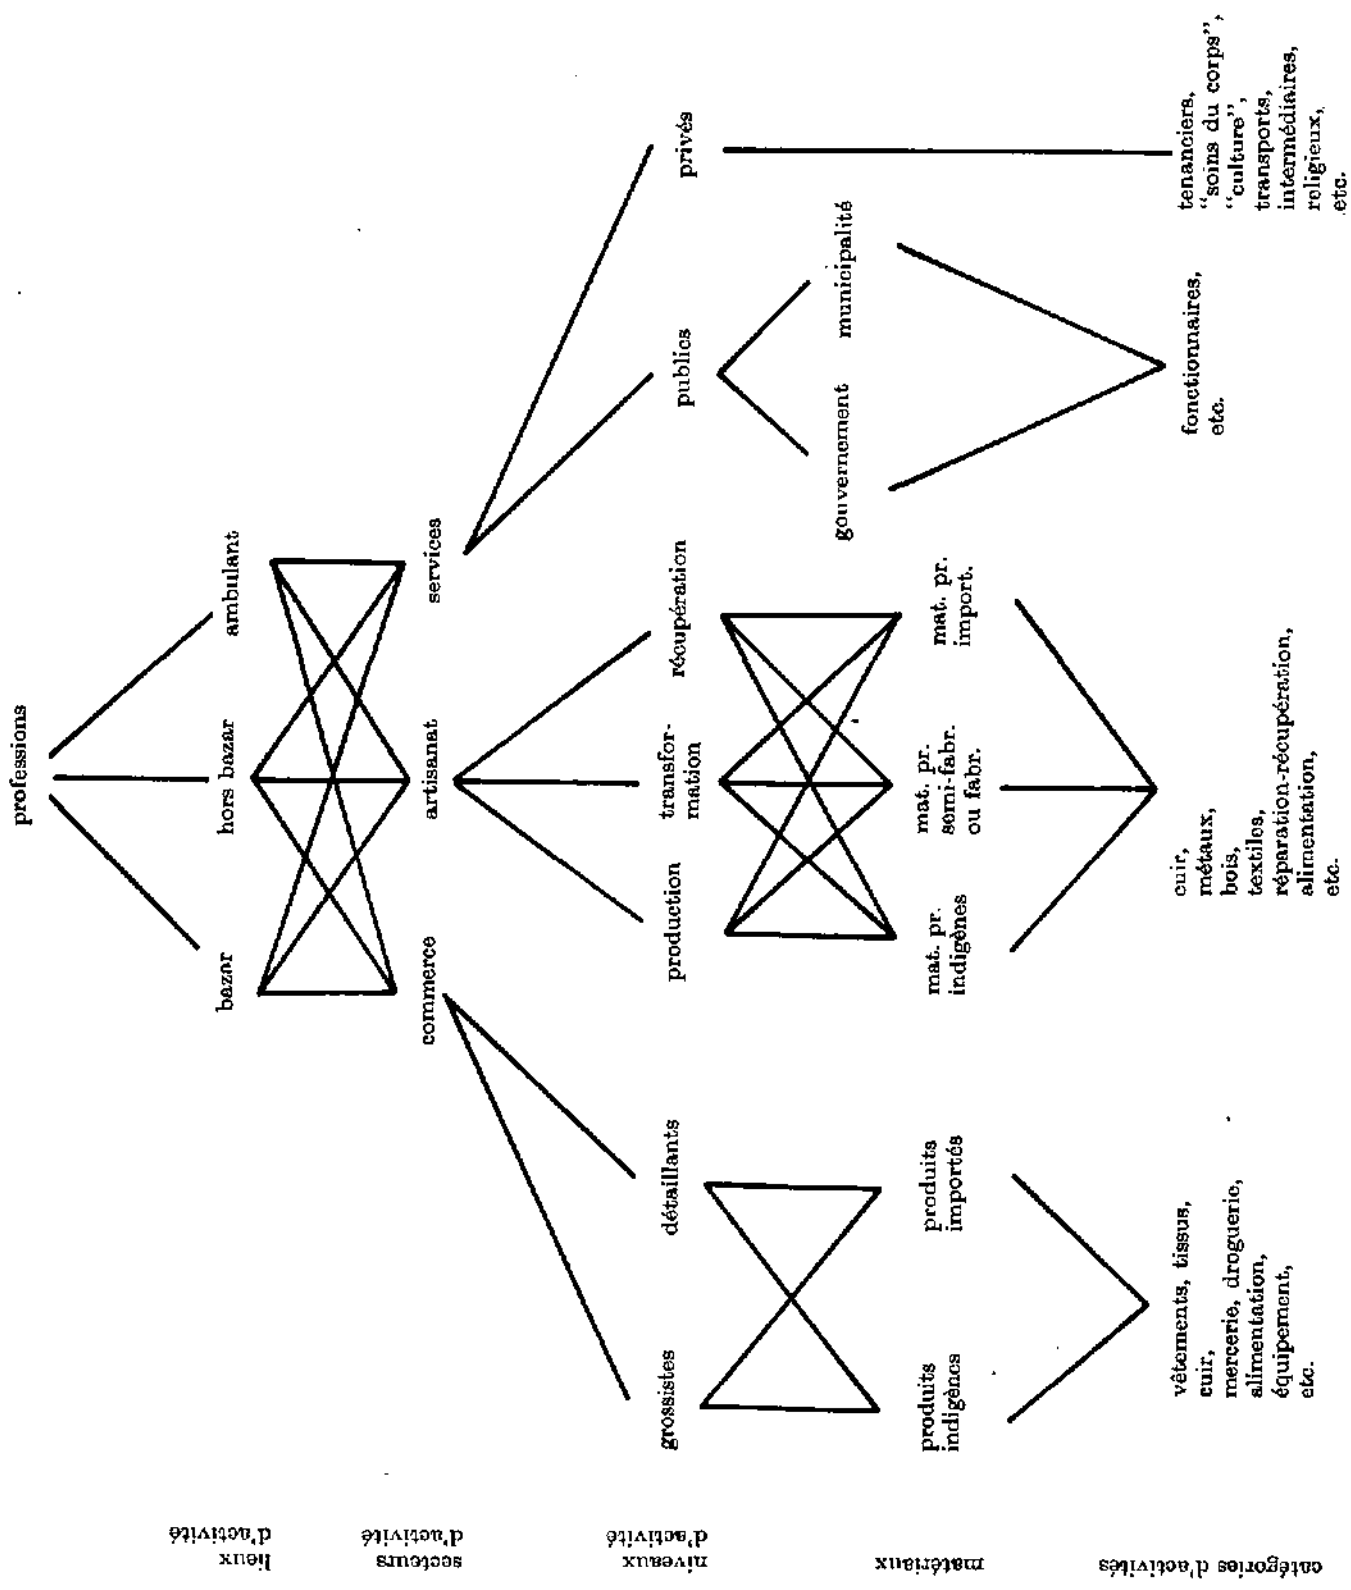 professions
lieux
d'activité
bazar
hors bazar
ambulant
secteurs
d'activité
commerce
artisanat
services
niveaux
d'activité
grossistes
détaillants
production
transfor-
mation
récupération
publics
privés
matériaux
produits
indigènes
produits
importés
mat. pr.
indigènes
mat. pr.
semi-fabr.
ou fabr.
mat. pr.
import.
gouvernement
municipalité
catégories d'activités
vêtements, tissus,
cuir,
mercerie, droguerie,
alimentation,
équipement,
etc.
cuir,
métaux,
bois,
textiles,
réparation-récupération,
alimentation,
etc.
fonctionnaires,
etc.
tenanciers,
"soins du corps",
"culture",
transports,
intermédiaires,
religieux,
etc.